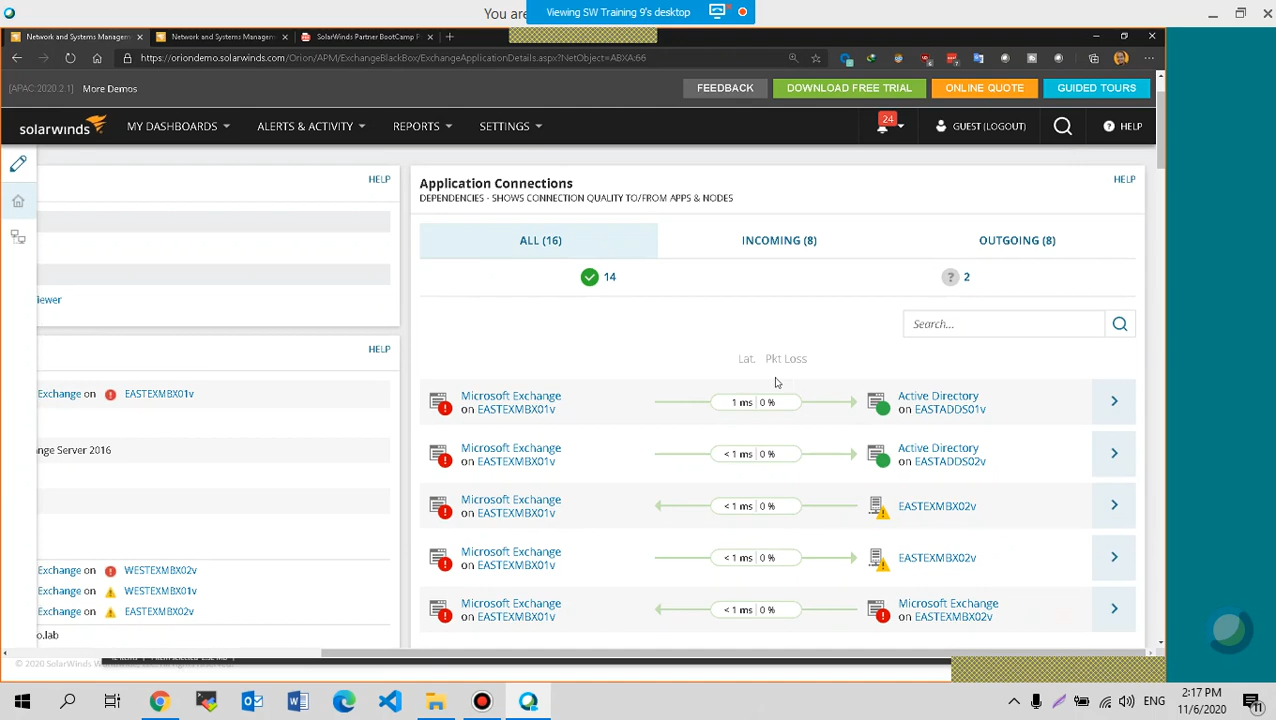 You are
Viewing SW Training 9's desktop
Network and Systems Managem
Network and Systems Managem
SolarWinds Partner BootCamp P
https://oriondemo.solarwinds.com/Orion/APM/ExchangeBlackBox/ExchangeApplicationDetails.aspx?NetObject=ABXA:66
[APAC:2020.2.1] More Demos
FEEDBACK
DOWNLOAD FREE TRIAL
ONLINE QUOTE
GUIDED TOURS
solarwinds
MY DASHBOARDS
ALERTS & ACTIVITY
REPORTS
SETTINGS
24
GUEST (LOGOUT)
HELP
HELP
iewer
HELP
Exchange on EASTEXMBX01v
nge Server 2016
Exchange on WESTEXMBX02v
Exchange on WESTEXMBX01v
Exchange on EASTEXMBX02v
o.lab
Application Connections
HELP
DEPENDENCIES - SHOWS CONNECTION QUALITY TO/FROM APPS & NODES
ALL (16)
INCOMING (8)
OUTGOING (8)
14
? 2
Search...
Lat. Pkt Loss
Microsoft Exchange
on EASTEXMBX01v
1 ms 0 %
Active Directory
on EASTADDS01v
Microsoft Exchange
on EASTEXMBX01v
< 1 ms 0 %
Active Directory
on EASTADDS02v
Microsoft Exchange
on EASTEXMBX01v
< 1 ms 0 %
EASTEXMBX02v
Microsoft Exchange
on EASTEXMBX01v
< 1 ms 0 %
EASTEXMBX02v
Microsoft Exchange
on EASTEXMBX01v
< 1 ms 0 %
Microsoft Exchange
on EASTEXMBX02v
© 2020 SolarWinds
ENG
2:17 PM
11/6/2020